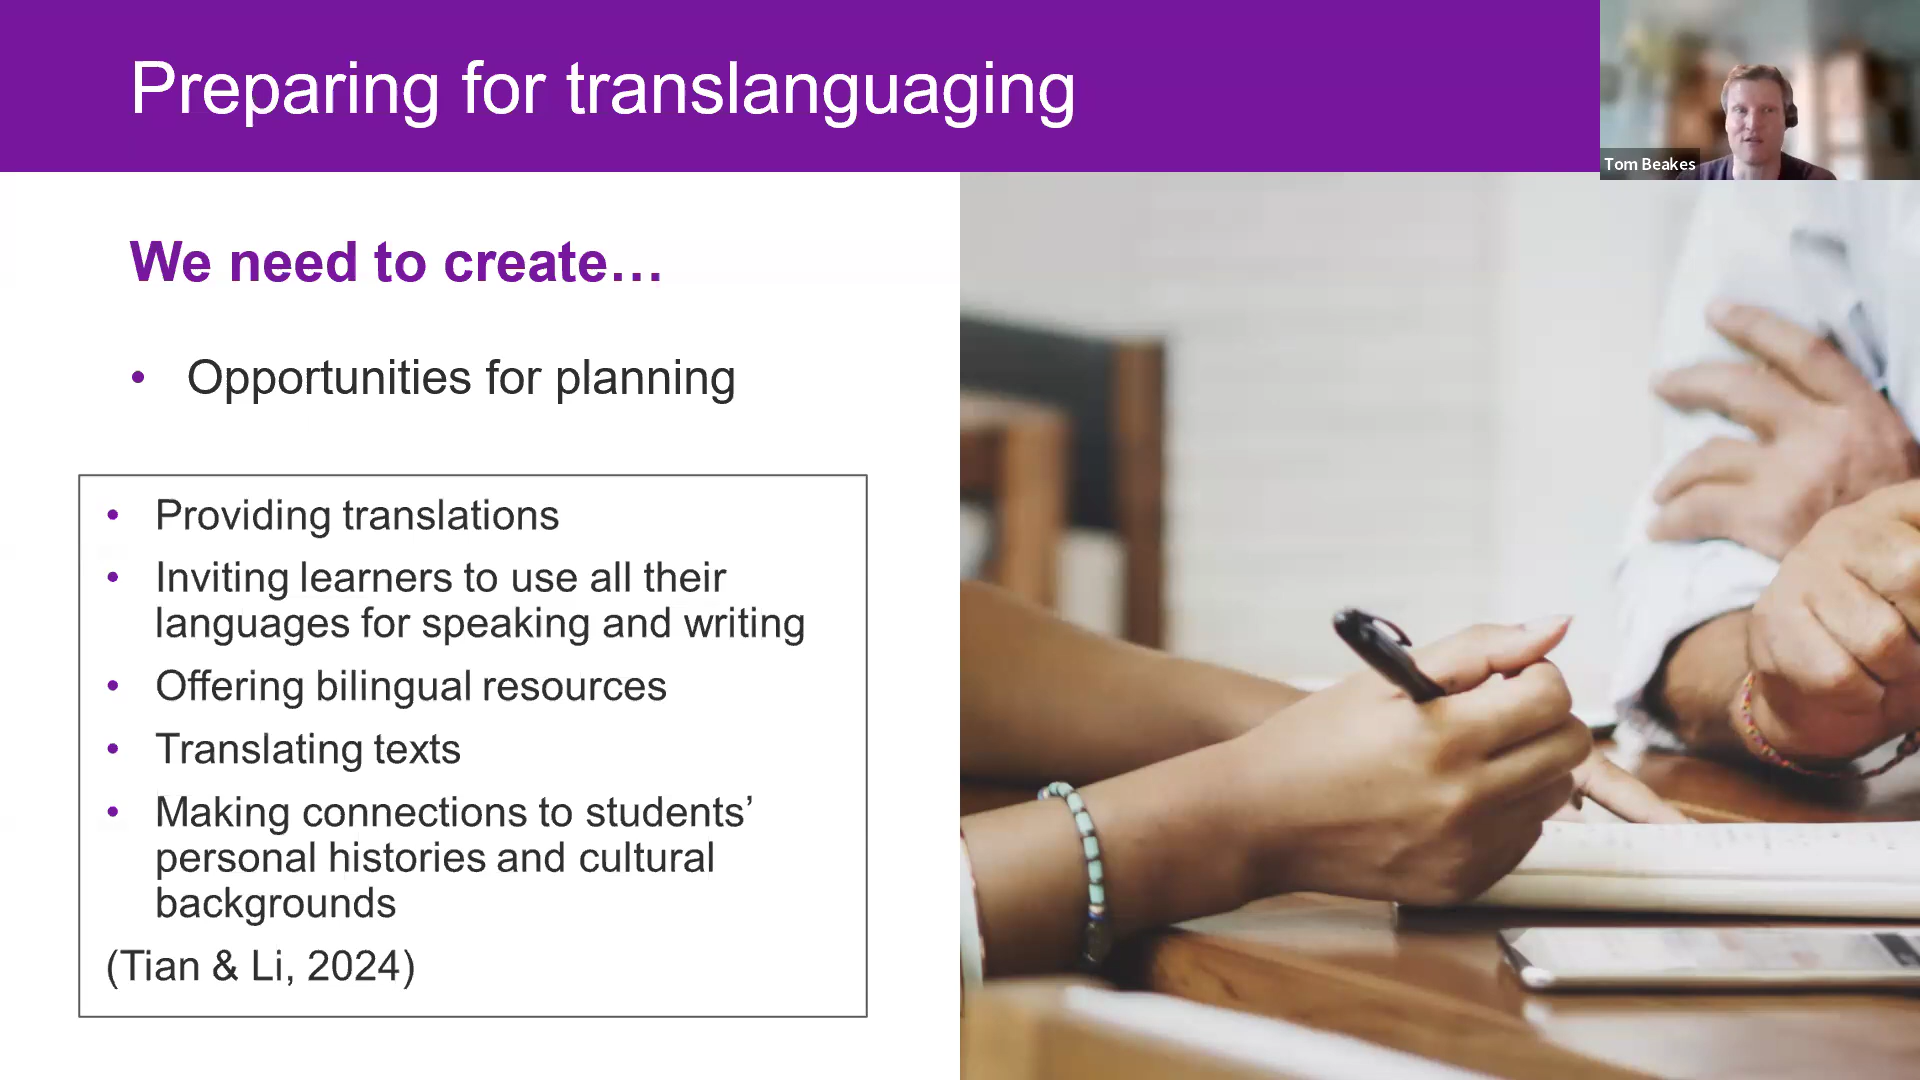 Preparing for translanguaging
Tom Beakes
We need to create…
• Opportunities for planning
• Providing translations
• Inviting learners to use all their
languages for speaking and writing
• Offering bilingual resources
• Translating texts
• Making connections to students’
personal histories and cultural
backgrounds
(Tian & Li, 2024)